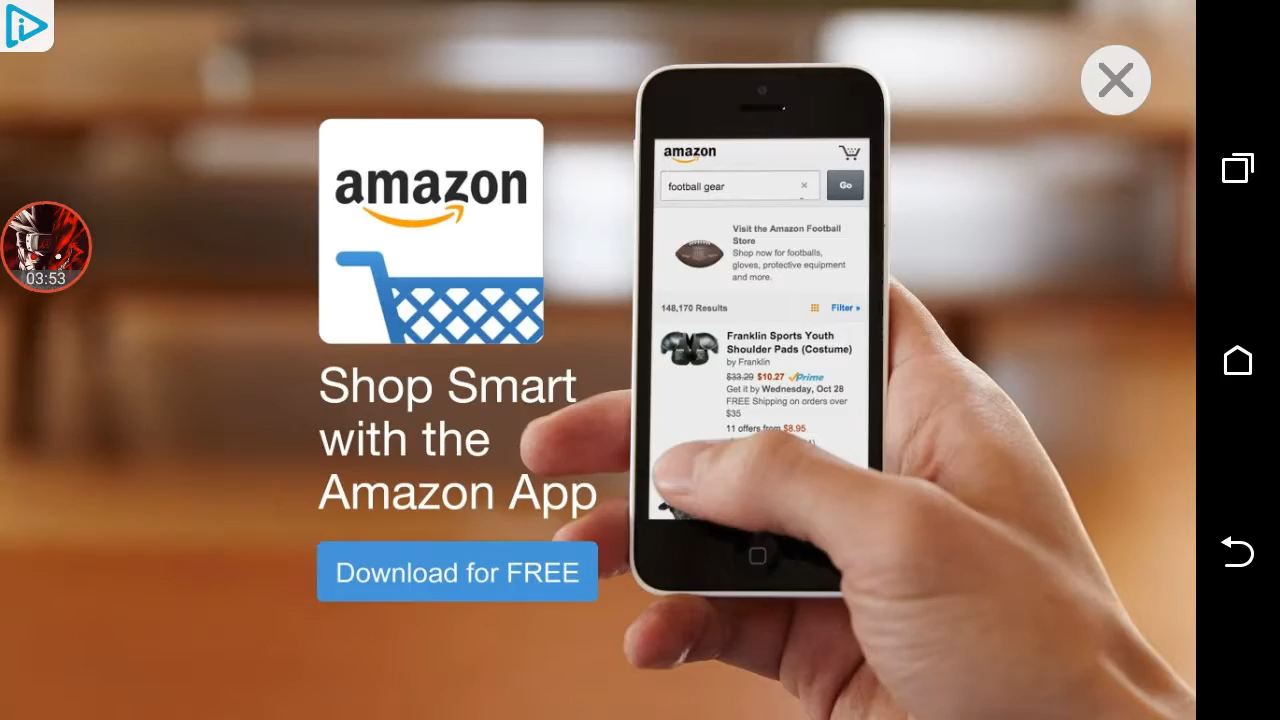 amazon
Shop Smart
with the
Amazon App
Download for FREE
03:53
amazon
football gear
Go
Visit the Amazon Football
Store
Shop now for footballs,
gloves, protective equipment
and more.
148,170 Results
Filter »
Franklin Sports Youth
Shoulder Pads (Costume)
by Franklin
$33.29 $10.27 Prime
Get it by Wednesday, Oct 28
FREE Shipping on orders over
$35
11 offers from $8.95